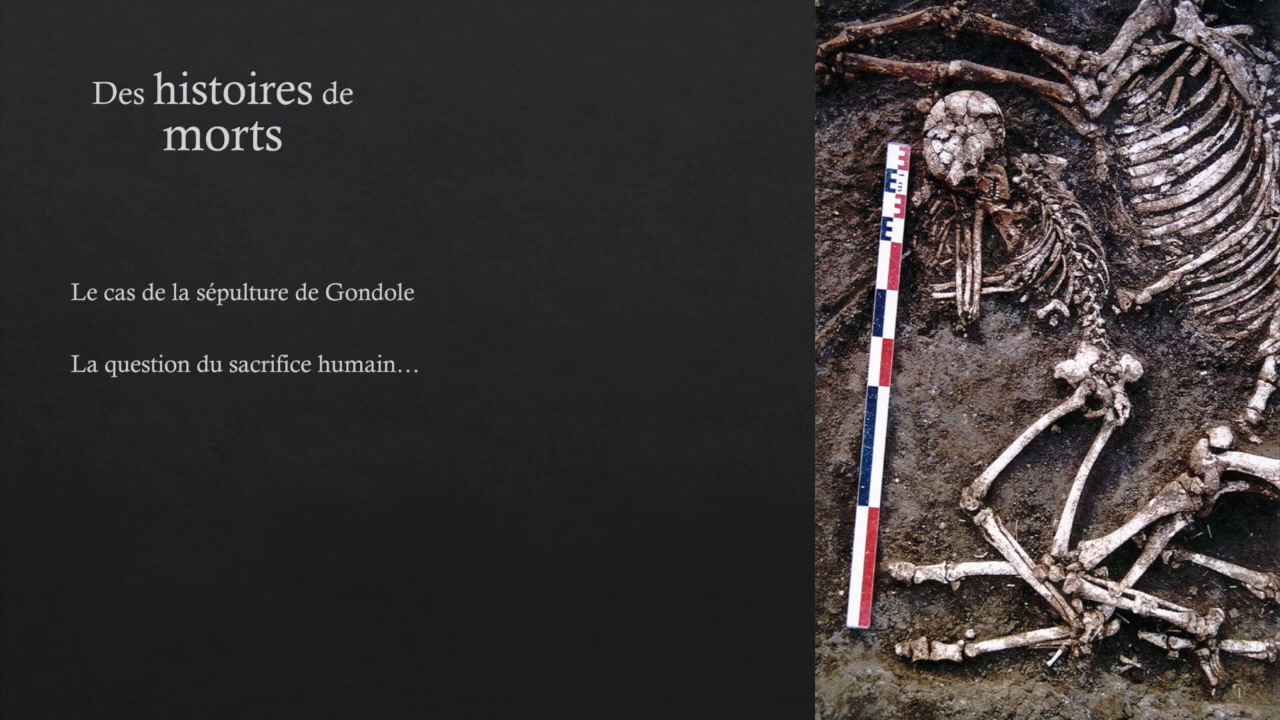 Des histoires de
morts
Le cas de la sépulture de Gondole
La question du sacrifice humain…